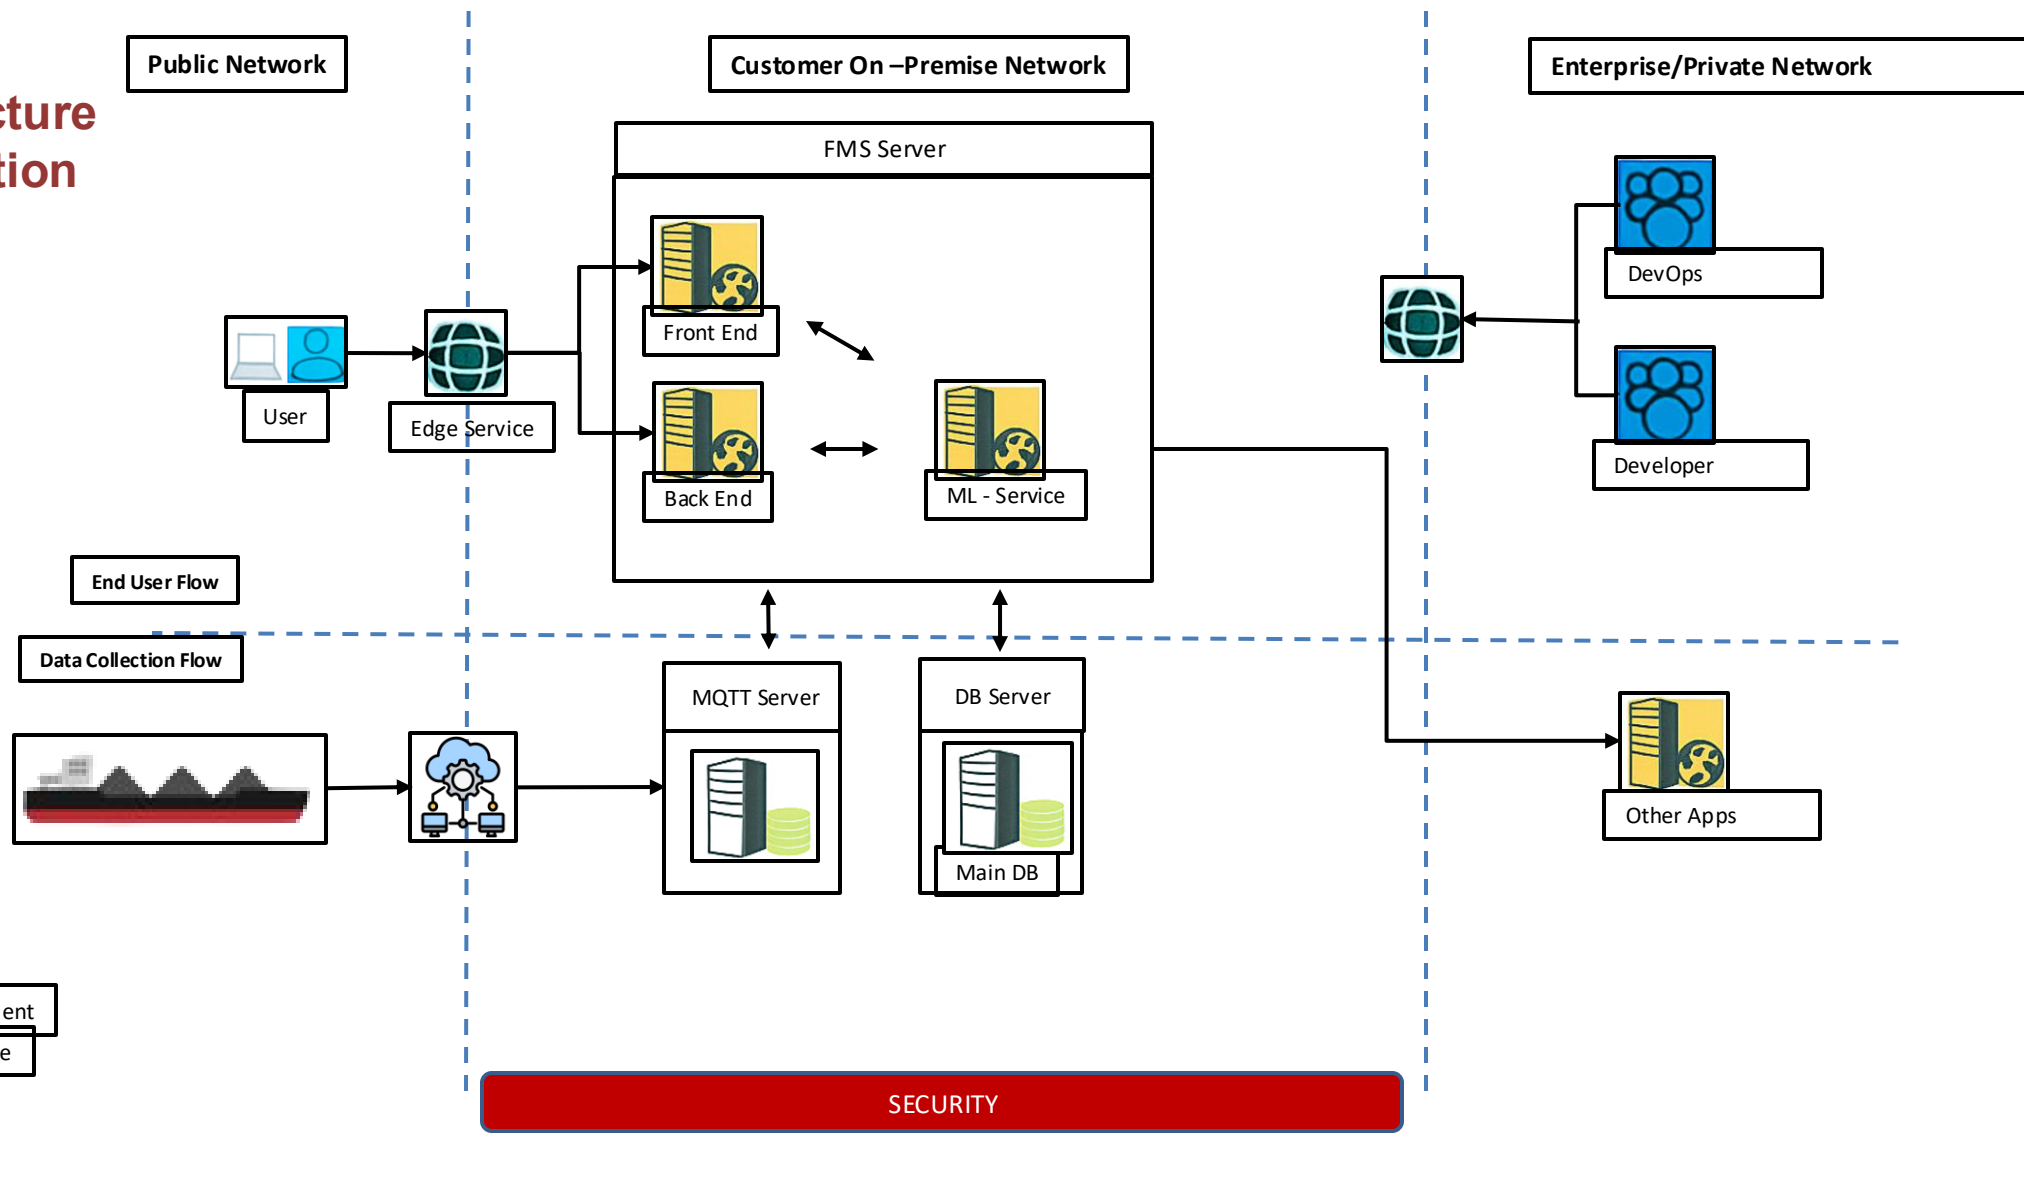 Public Network
Customer On –Premise Network
Enterprise/Private Network
cture
tion
FMS Server
Front End
DevOps
User
Edge Service
Back End
ML - Service
Developer
End User Flow
Data Collection Flow
MQTT Server
DB Server
Other Apps
Main DB
ent
e
SECURITY